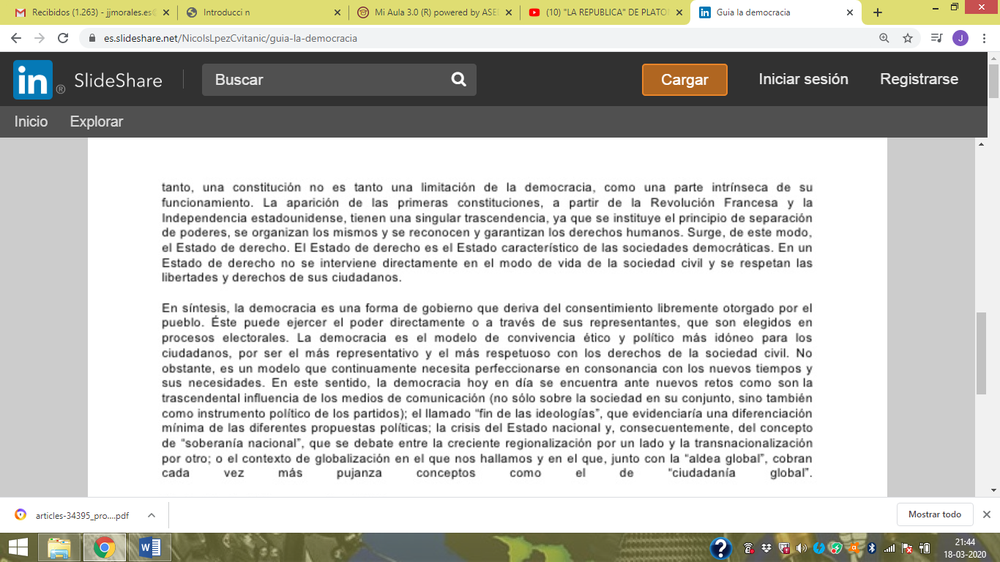 Recibidos (1.263) - jjmorales.es
Introducci n
Mi Aula 3.0 (R) powered by ASE
(10) "LA REPUBLICA" DE PLATO
Guia la democracia
es.slideshare.net/NicolsLpezCvitanic/guia-la-democracia
J
in ® SlideShare
Buscar
Cargar
Iniciar sesión
Registrarse
Inicio
Explorar
tanto, una constitución no es tanto una limitación de la democracia, como una parte intrínseca de su
funcionamiento. La aparición de las primeras constituciones, a partir de la Revolución Francesa y la
Independencia estadounidense, tienen una singular trascendencia, ya que se instituye el principio de separación
de poderes, se organizan los mismos y se reconocen y garantizan los derechos humanos. Surge, de este modo,
el Estado de derecho. El Estado de derecho es el Estado característico de las sociedades democráticas. En un
Estado de derecho no se interviene directamente en el modo de vida de la sociedad civil y se respetan las
libertades y derechos de sus ciudadanos.
En síntesis, la democracia es una forma de gobierno que deriva del consentimiento libremente otorgado por el
pueblo. Éste puede ejercer el poder directamente o a través de sus representantes, que son elegidos en
procesos electorales. La democracia es el modelo de convivencia ético y político más idóneo para los
ciudadanos, por ser el más representativo y el más respetuoso con los derechos de la sociedad civil. No
obstante, es un modelo que continuamente necesita perfeccionarse en consonancia con los nuevos tiempos y
sus necesidades. En este sentido, la democracia hoy en día se encuentra ante nuevos retos como son la
trascendental influencia de los medios de comunicación (no sólo sobre la sociedad en su conjunto, sino también
como instrumento político de los partidos); el llamado “fin de las ideologías”, que evidenciaría una diferenciación
mínima de las diferentes propuestas políticas; la crisis del Estado nacional y, consecuentemente, del concepto
de “soberanía nacional”, que se debate entre la creciente regionalización por un lado y la transnacionalización
por otro; o el contexto de globalización en el que nos hallamos y en el que, junto con la “aldea global”, cobran
cada vez más pujanza conceptos como el de “ciudadanía global”.
articles-34395_pro....pdf
Mostrar todo
21:44
18-03-2020